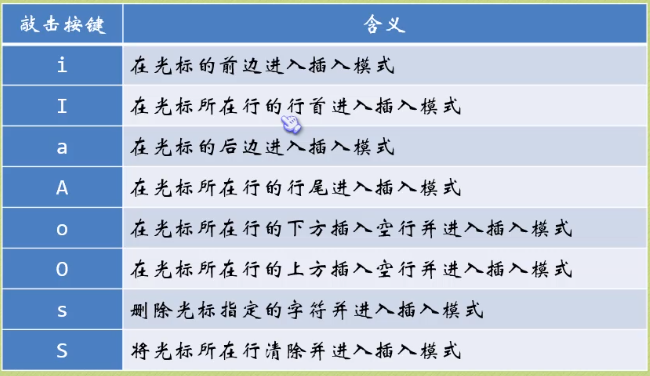 敲击按键 含义
i 在光标的前边进入插入模式
I 在光标所在行的行首进入插入模式
a 在光标的后边进入插入模式
A 在光标所在行的行尾进入插入模式
o 在光标所在行的下方插入空行并进入插入模式
O 在光标所在行的上方插入空行并进入插入模式
s 删除光标指定的字符并进入插入模式
S 将光标所在行清除并进入插入模式